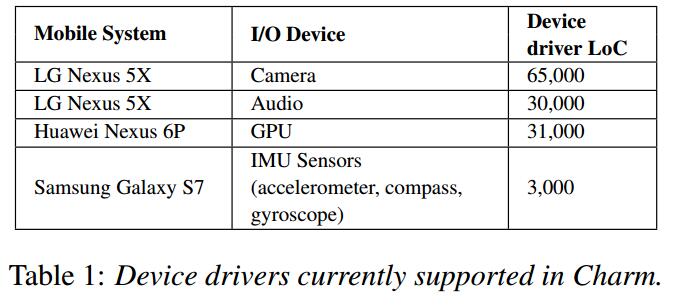 Mobile System I/O Device Device driver LoC
LG Nexus 5X Camera 65,000
LG Nexus 5X Audio 30,000
Huawei Nexus 6P GPU 31,000
Samsung Galaxy S7 IMU Sensors (accelerometer, compass, gyroscope) 3,000
Table 1: Device drivers currently supported in Charm.